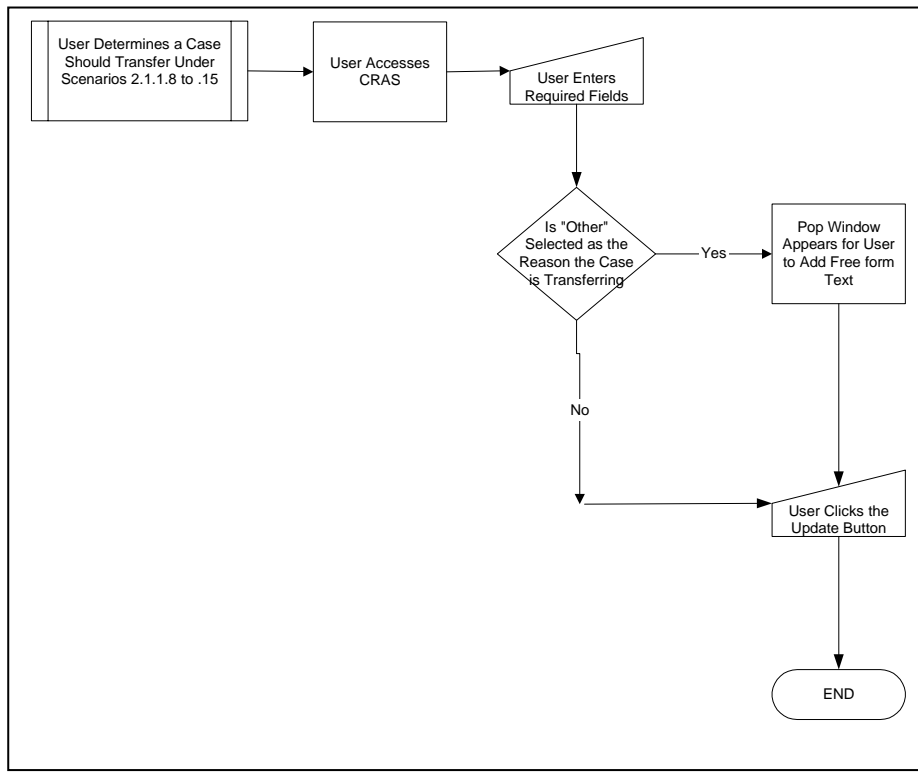 User Determines a Case
Should Transfer Under
Scenarios 2.1.1.8 to .15
User Accesses
CRAS
User Enters
Required Fields
Is "Other"
Selected as the
Reason the Case
is Transferring
Yes
Pop Window
Appears for User
to Add Free form
Text
No
User Clicks the
Update Button
END